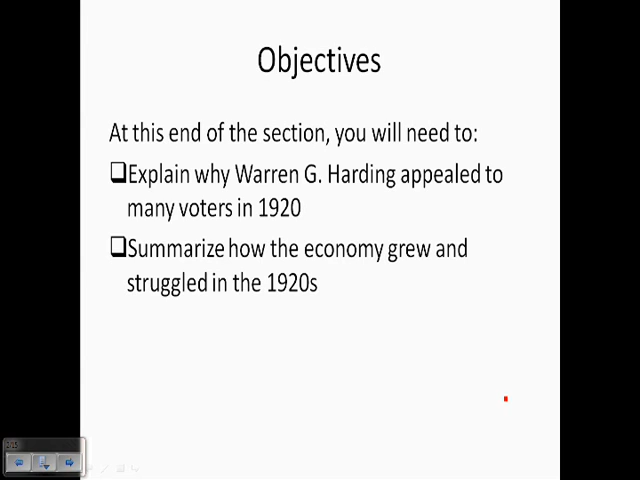 Objectives
At this end of the section, you will need to:
❑Explain why Warren G. Harding appealed to
many voters in 1920
❑Summarize how the economy grew and
struggled in the 1920s